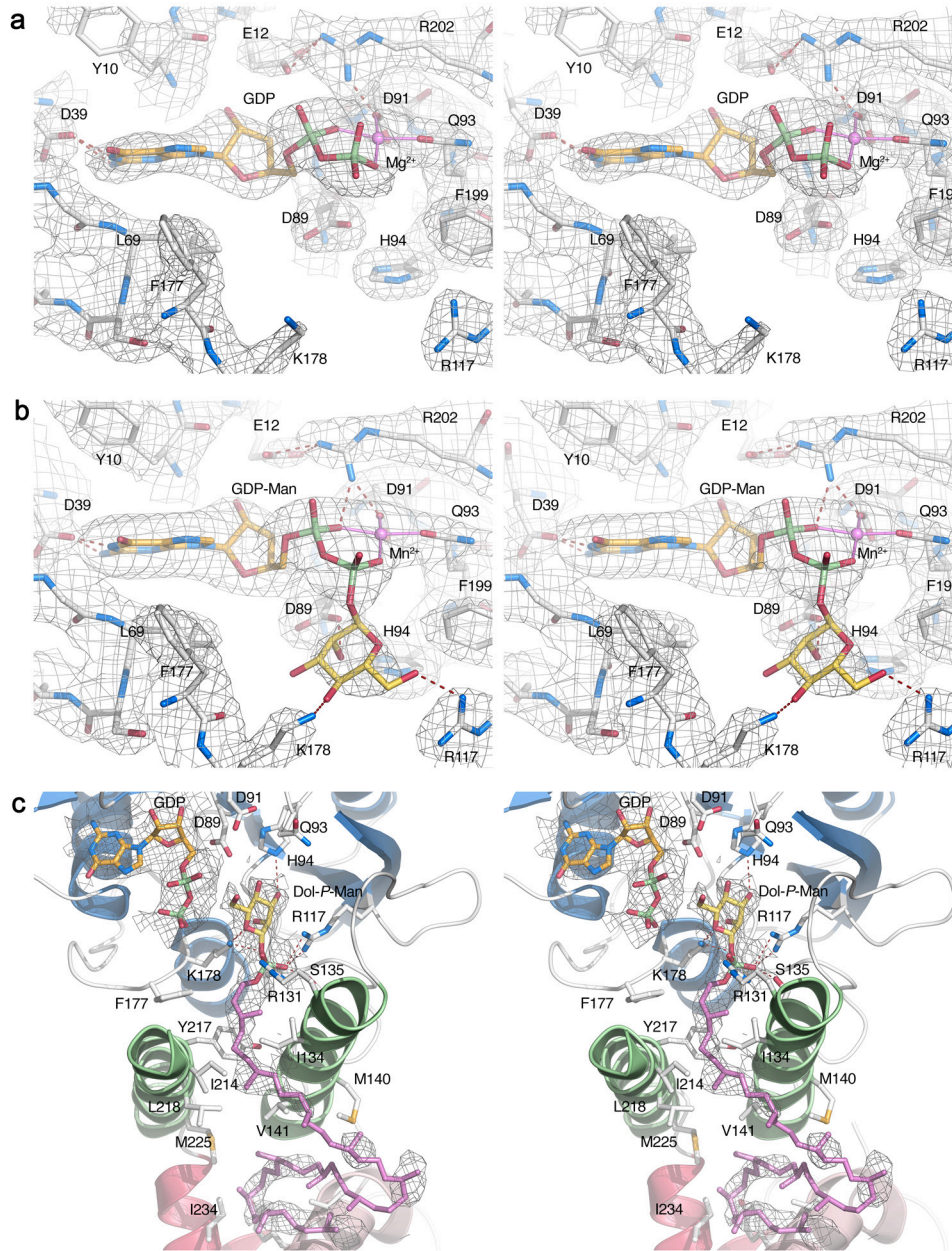 a
E12 R202 E12 R202
Y10 Y10
GDP D91 GDP D91
D39 Q93 D39 Q93
Mg2+ Mg2+
F199 F19
D89 D89
L69 H94 L69 H94
F177 F177
K178 R117 K178 R117
b
E12 R202 E12 R202
Y10 Y10
GDP-Man D91 GDP-Man D91
D39 Q93 D39 Q93
Mn2+ Mn2+
F199 F19
D89 D89
L69 H94 L69 H94
F177 F177
K178 R117 K178 R117
c
GDP D91 GDP D91
D89 Q93 D89 Q93
H94 H94
Dol-P-Man Dol-P-Man
R117 R117
K178 S135 K178 S135
F177 R131 F177 R131
Y217 I134 Y217 I134
I214 M140 I214 M140
L218 L218
M225 V141 M225 V141
I234 I234